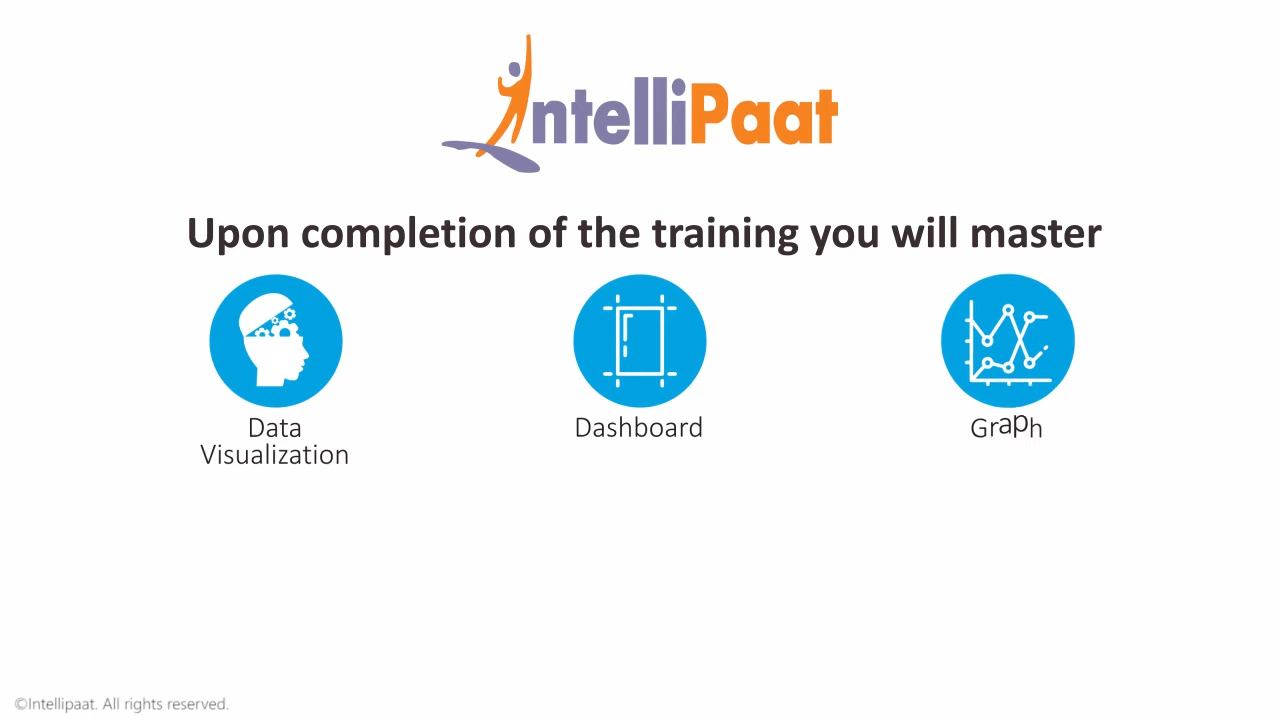 IntelliPaat
Upon completion of the training you will master
Data
Visualization
Dashboard
Graph
©Intellipaat. All rights reserved.